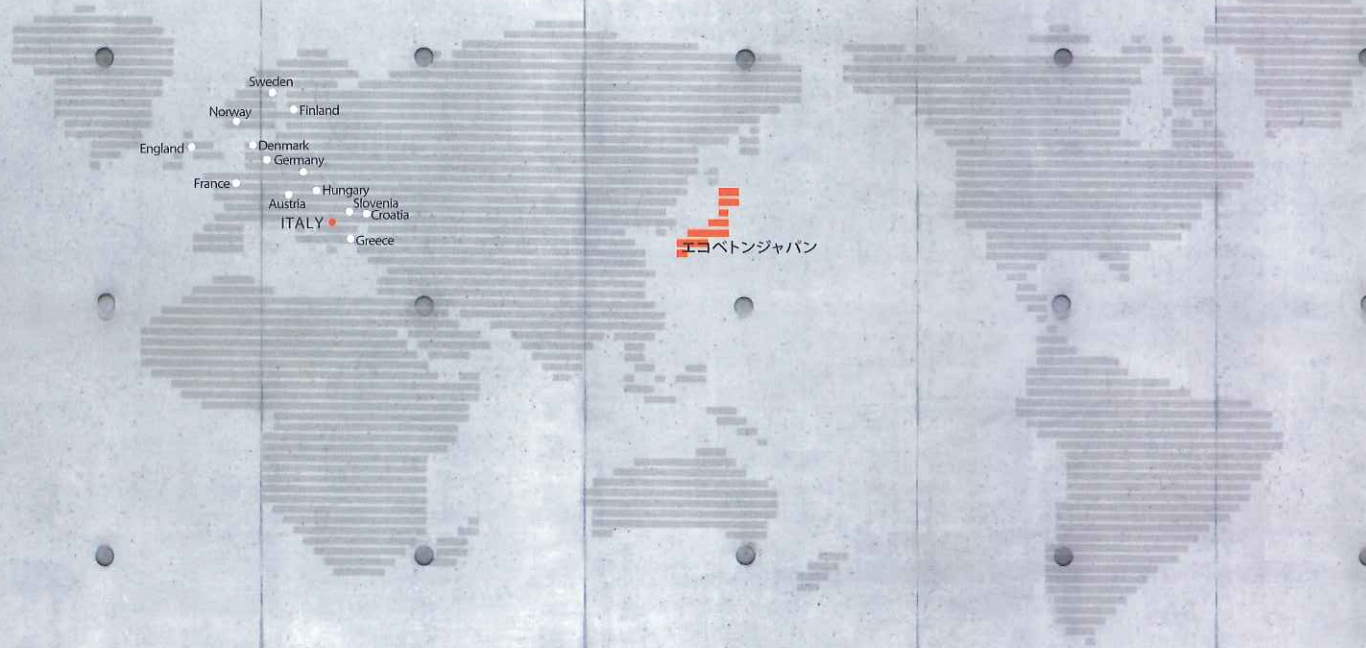 Sweden
Finland
Norway
England
Denmark
Germany
France
Hungary
Austria
Slovenia
Croatia
ITALY
Greece
エコベトンジャパン